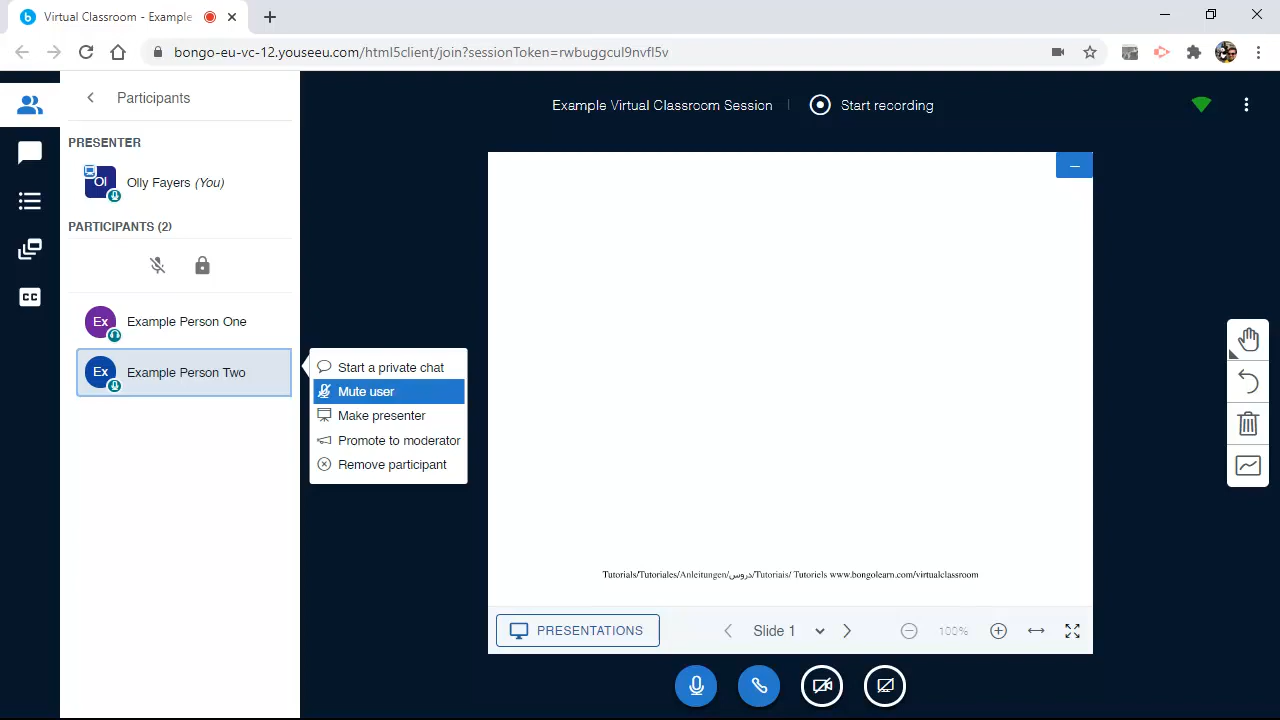 Virtual Classroom - Example
bongo-eu-vc-12.youseeu.com/html5client/join?sessionToken=rwbuggcul9nvfl5v
Participants
PRESENTER
Ol
Olly Fayers (You)
PARTICIPANTS (2)
Ex
Example Person One
Ex
Example Person Two
CC
Start a private chat
Mute user
Make presenter
Promote to moderator
Remove participant
Example Virtual Classroom Session
Start recording
Tutorials/Tutoriales/Anleitungen/دروس/Tutoriais/ Tutoriels www.bongolearn.com/virtualclassroom
PRESENTATIONS
Slide 1
100%